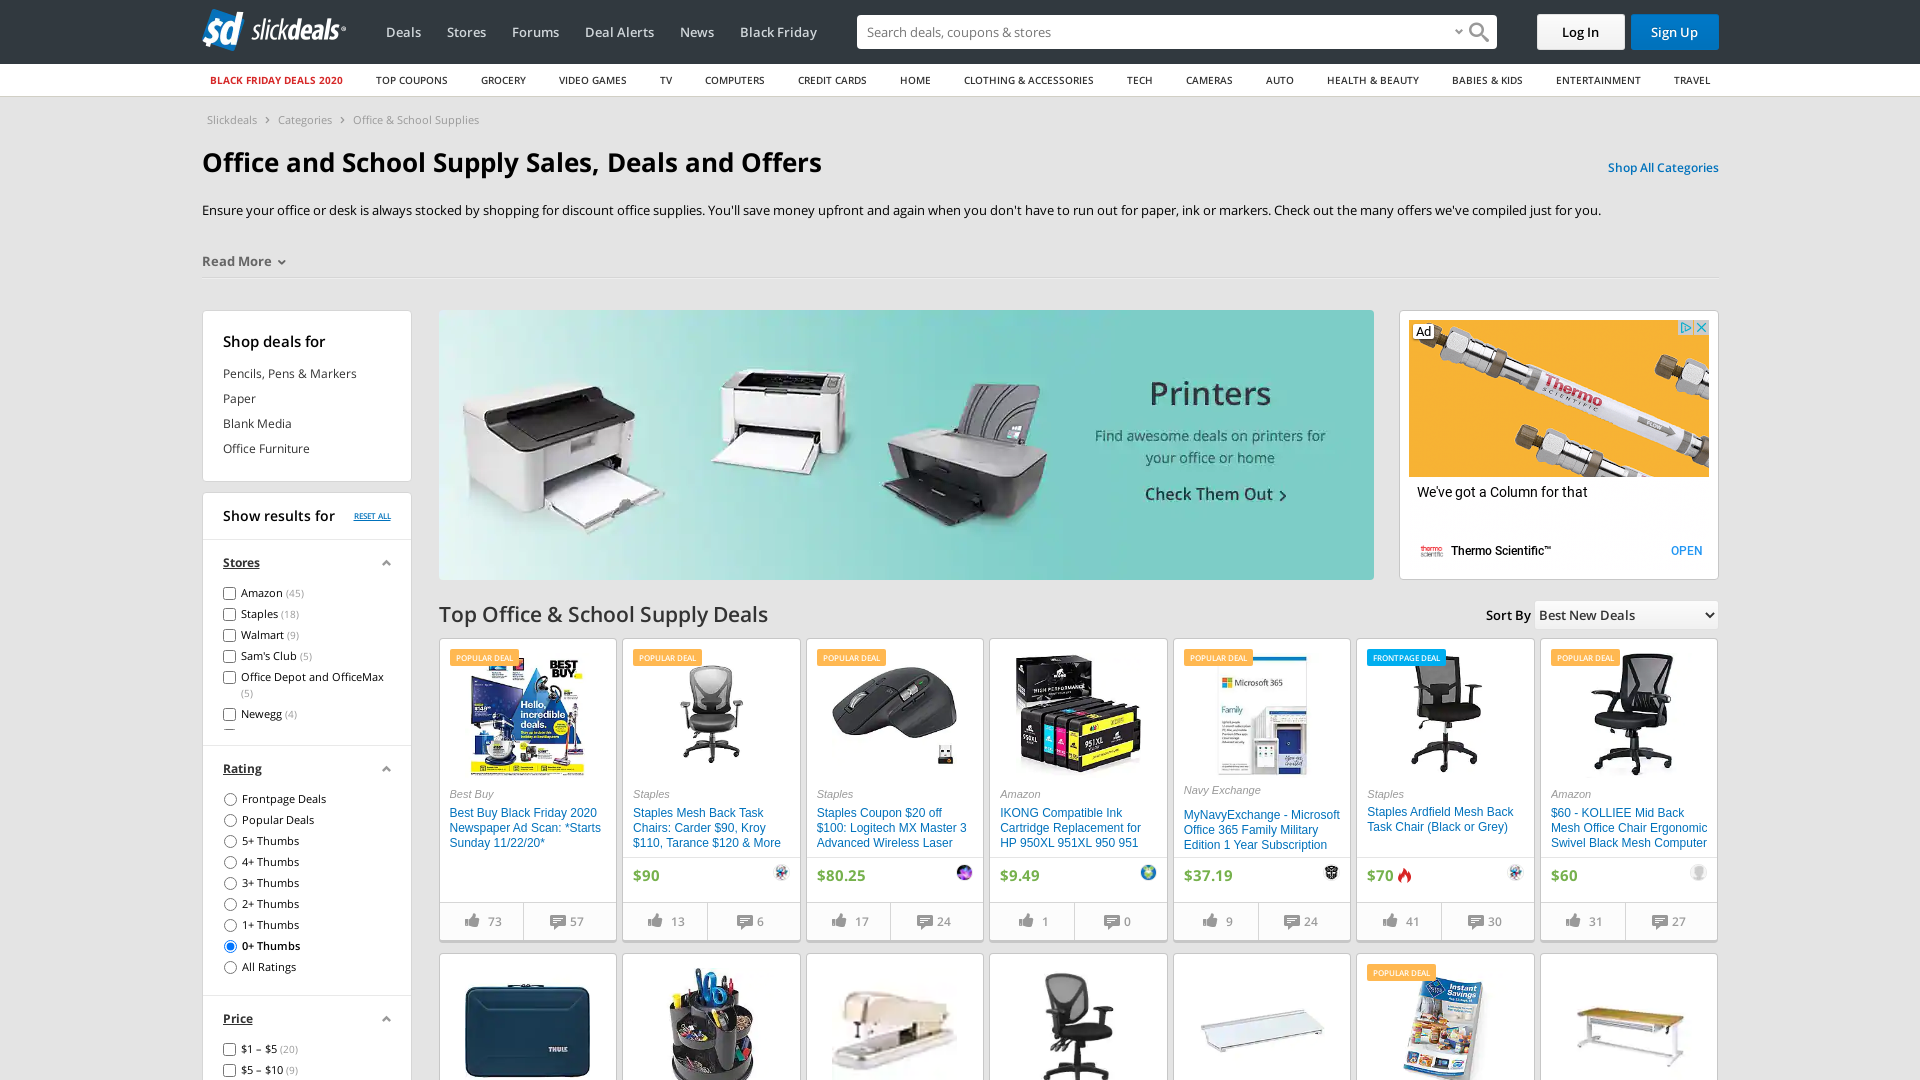 slickdeals
Deals
Stores
Forums
Deal Alerts
News
Black Friday
Search deals, coupons & stores
Log In
Sign Up
BLACK FRIDAY DEALS 2020
TOP COUPONS
GROCERY
VIDEO GAMES
TV
COMPUTERS
CREDIT CARDS
HOME
CLOTHING & ACCESSORIES
TECH
CAMERAS
AUTO
HEALTH & BEAUTY
BABIES & KIDS
ENTERTAINMENT
TRAVEL
Slickdeals
Categories
Office & School Supplies
Office and School Supply Sales, Deals and Offers
Shop All Categories
Ensure your office or desk is always stocked by shopping for discount office supplies. You'll save money upfront and again when you don't have to run out for paper, ink or markers. Check out the many offers we've compiled just for you.
Read More
Shop deals for
Pencils, Pens & Markers
Paper
Blank Media
Office Furniture
Show results for
RESET ALL
Stores
Amazon (45)
Staples (18)
Walmart (9)
Sam's Club (5)
Office Depot and OfficeMax
(5)
Newegg (4)
Rating
Frontpage Deals
Popular Deals
5+ Thumbs
4+ Thumbs
3+ Thumbs
2+ Thumbs
1+ Thumbs
0+ Thumbs
All Ratings
Price
$1 – $5 (20)
$5 – $10 (9)
Printers
Find awesome deals on printers for
your office or home
Check Them Out
Ad
Thermo
SCIENTIFIC
FLOW
We've got a Column for that
thermo
scientific
Thermo Scientific™
OPEN
Top Office & School Supply Deals
Sort By
Best New Deals
POPULAR DEAL
BEST
BUY
Hello,
incredible
deals.
Best Buy
Best Buy Black Friday 2020
Newspaper Ad Scan: *Starts
Sunday 11/22/20*
73
57
POPULAR DEAL
Staples
Staples Mesh Back Task
Chairs: Carder $90, Kroy
$110, Tarance $120 & More
$90
13
6
POPULAR DEAL
Staples
Staples Coupon $20 off
$100: Logitech MX Master 3
Advanced Wireless Laser
$80.25
17
24
HIGH PERFORMANCE
950XL
951XL
Amazon
IKONG Compatible Ink
Cartridge Replacement for
HP 950XL 951XL 950 951
$9.49
1
0
POPULAR DEAL
Microsoft 365
Family
Navy Exchange
MyNavyExchange - Microsoft
Office 365 Family Military
Edition 1 Year Subscription
$37.19
9
24
FRONTPAGE DEAL
Staples
Staples Ardfield Mesh Back
Task Chair (Black or Grey)
$70
41
30
POPULAR DEAL
Amazon
$60 - KOLLIEE Mid Back
Mesh Office Chair Ergonomic
Swivel Black Mesh Computer
$60
31
27
THULE
POPULAR DEAL
Instant
Savings